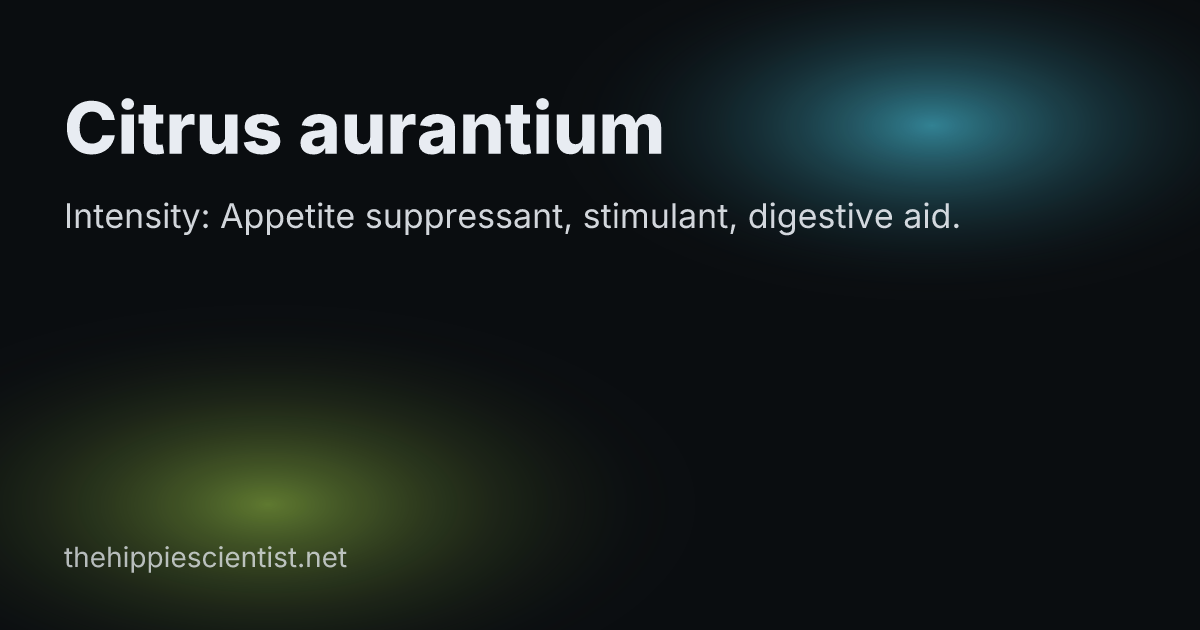 Citrus aurantium
Intensity: Appetite suppressant, stimulant, digestive aid.
thehippiescientist.net